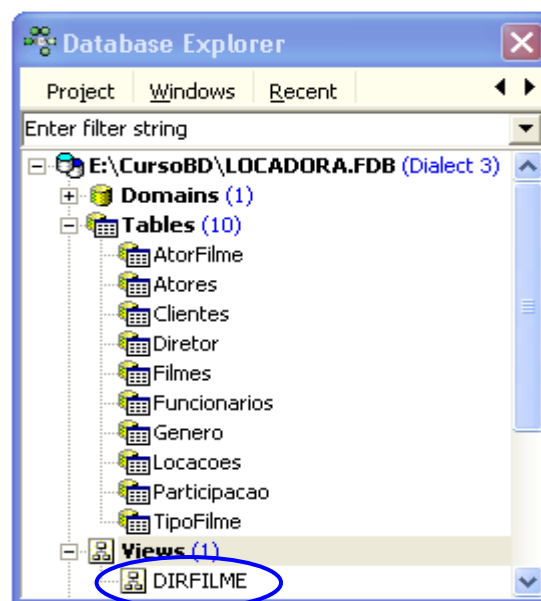 Database Explorer
Project Windows Recent
Enter filter string
E:\CursoBD\LOCADORA.FDB (Dialect 3)
Domains (1)
Tables (10)
AtorFilme
Atores
Clientes
Diretor
Filmes
Funcionarios
Genero
Locacoes
Participacao
TipoFilme
Views (1)
DIRFILME